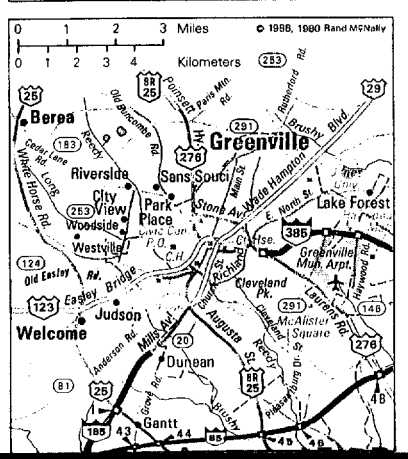 0 1 2 3 Miles
© 1986, 1980 Rand McNally
0 1 2 3 4 Kilometers
253
25
Berea
183
Cedar Lane Rd.
White Horse Rd.
Long
Reedy
Old Buncombe Rd.
BR 25
Poinsett Hy.
Paris Mtn. Rd.
276
291
Rutherford Rd.
Brushy
29
Greenville
Wade Hampton Blvd.
Main St.
Riverside
Sans Souci
City View
Park Place
Stone Av.
253
Woodside
Westville
Civic Cen.
P.O.
C.H.
E. North St.
Lake Forest
Ct. Hse.
385
Greenville Mun. Arpt.
Haywood Rd.
124
Old Easley Rd.
Easley Bridge
123
Welcome
Judson
Church St.
Richland
Cleveland Pk.
Cleveland
291
McAlister Square
Laurens Rd.
146
276
Mills Av.
Augusta St.
Anderson Rd.
20
Dunean
Reedy
Pleasantburg Dr.
81
25
Grove Rd.
BR 25
Brushy
48
Gantt
185
43
44
85
45
46